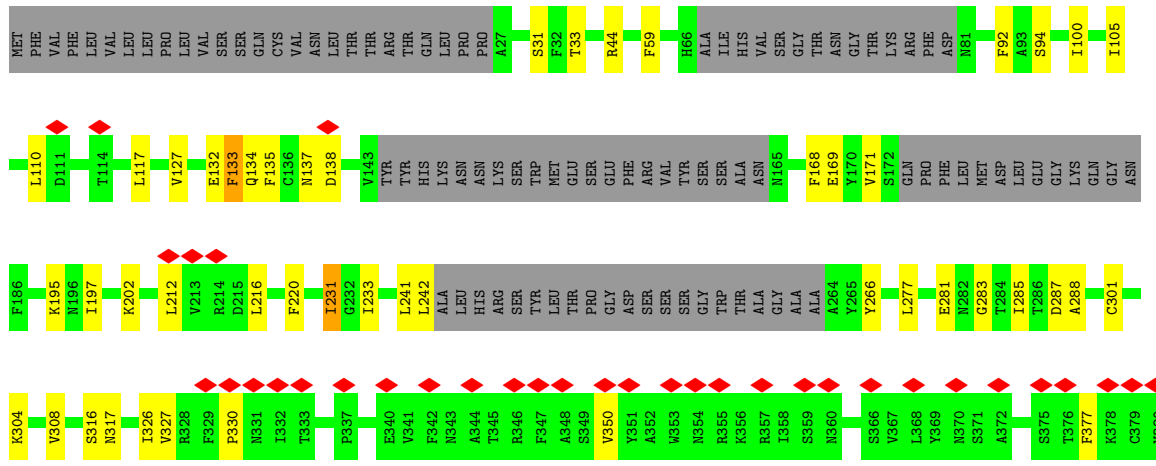 MET PHE VAL PHE LEU VAL LEU LEU PRO LEU VAL SER SER GLN CYS VAL ASN LEU THR THR ARG THR GLN LEU PRO PRO A27 S31 F32 T33 R44 F59 H66 ALA ILE HIS VAL SER GLY THR ASN GLY THR LYS ARG PHE ASP N81 F92 A93 S94 I100 I105
L110 D111 T114 L117 V127 E132 F133 Q134 F135 C136 N137 D138 V143 TYR TYR HIS LYS ASN ASN LYS SER TRP MET GLU SER GLU PHE ARG VAL TYR SER SER ALA ASN N165 F168 E169 Y170 V171 S172 GLN PRO PHE LEU MET ASP LEU GLU GLY LYS GLN GLY ASN
F186 K195 N196 I197 K202 L212 V213 R214 D215 L216 F220 I231 G232 I233 L241 L242 ALA LEU HIS ARG SER TYR LEU THR PRO GLY ASP SER SER SER GLY TRP THR ALA GLY ALA ALA A264 Y265 Y266 L277 E281 N282 G283 T284 I285 T286 D287 A288 C301
K304 V308 S316 N317 I326 V327 R328 F329 P330 N331 I332 T333 P337 E340 V341 F342 N343 A344 T345 R346 F347 A348 S349 V350 Y351 A352 W353 N354 R355 K356 R357 I358 S359 N360 S366 V367 L368 Y369 N370 S371 A372 S375 T376 F377 K378 C379